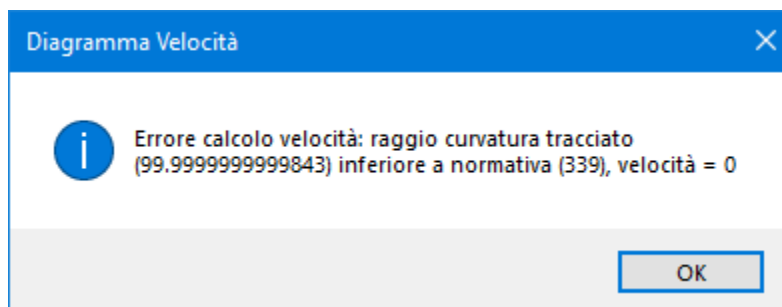 Diagramma Velocità
Errore calcolo velocità: raggio curvatura tracciato
(99.9999999999843) inferiore a normativa (339), velocità = 0
OK